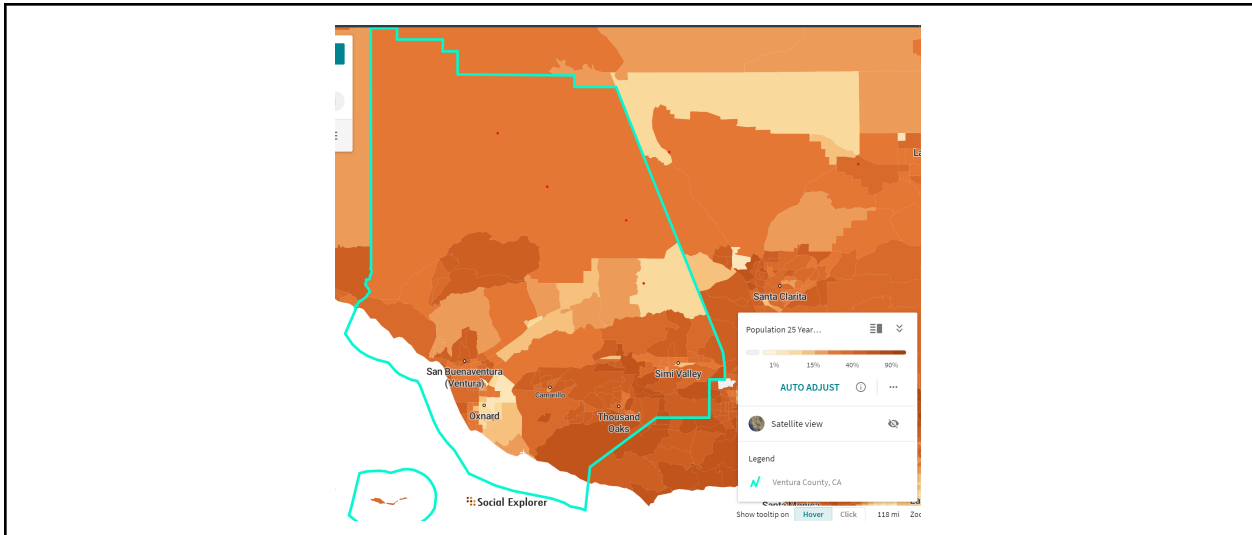 La
Santa Clarita
Population 25 Year...
1% 15% 40% 90%
San Buenaventura
(Ventura)
Simi Valley
AUTO ADJUST
Camarillo
Oxnard
Thousand
Oaks
Satellite view
Legend
Ventura County, CA
Social Explorer
Show tooltip on Hover Click 118 mi Zoo